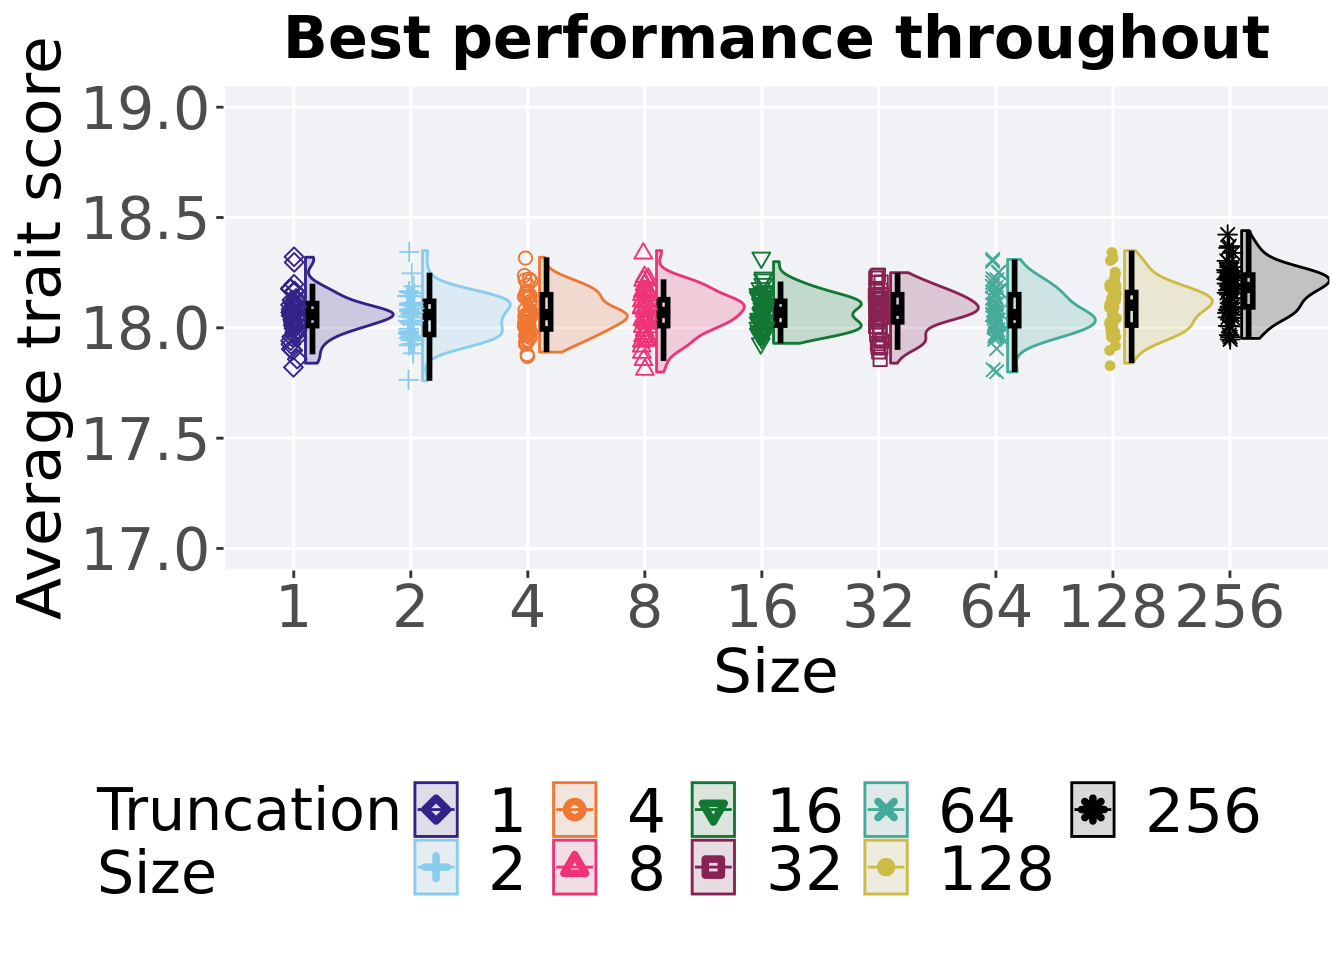 Best performance throughout
Average trait score
19.0
18.5
18.0
17.5
17.0
1 2 4 8 16 32 64 128 256
Size
Truncation Size
1 4 16 64 256
2 8 32 128